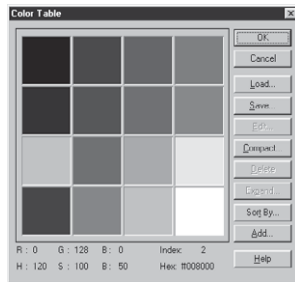 Color Table
OK
Cancel
Load...
Save...
Edit...
Compact...
Delete
Expand...
Sort By...
Add...
Help
R: 0 G: 128 B: 0 Index: 2
H: 120 S: 100 B: 50 Hex: #008000